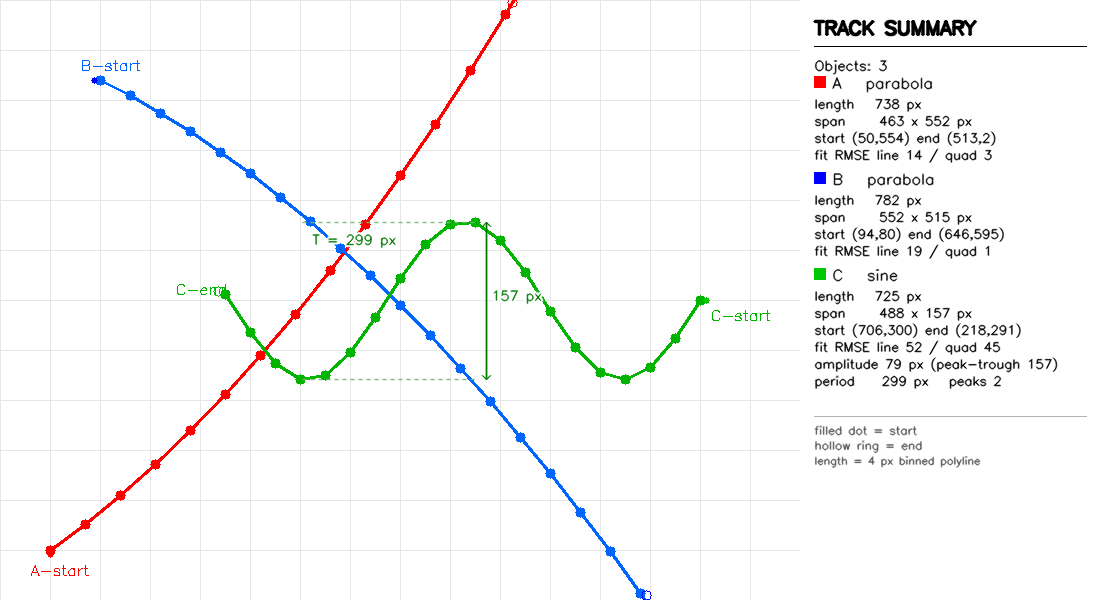 B-start
T = 299 px
C-end
157 px
C-start
A-start
TRACK SUMMARY
Objects: 3
A parabola
length 738 px
span 463 x 552 px
start (50,554) end (513,2)
fit RMSE line 14 / quad 3
B parabola
length 782 px
span 552 x 515 px
start (94,80) end (646,595)
fit RMSE line 19 / quad 1
C sine
length 725 px
span 488 x 157 px
start (706,300) end (218,291)
fit RMSE line 52 / quad 45
amplitude 79 px (peak-trough 157)
period 299 px peaks 2
filled dot = start
hollow ring = end
length = 4 px binned polyline